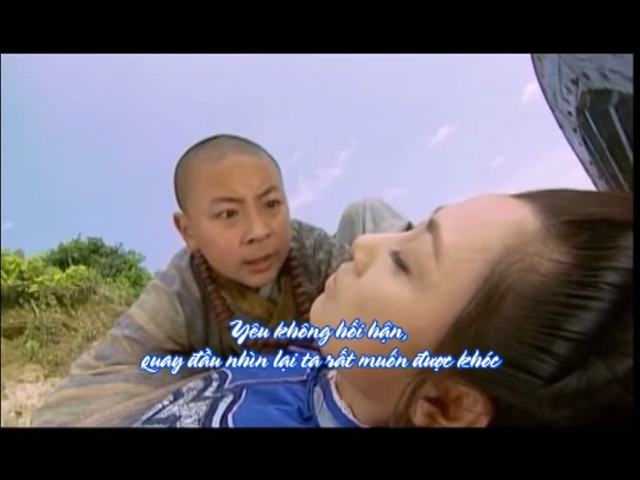 Yêu không hối hận,
quay đầu nhìn lại ta rất muốn được khóc